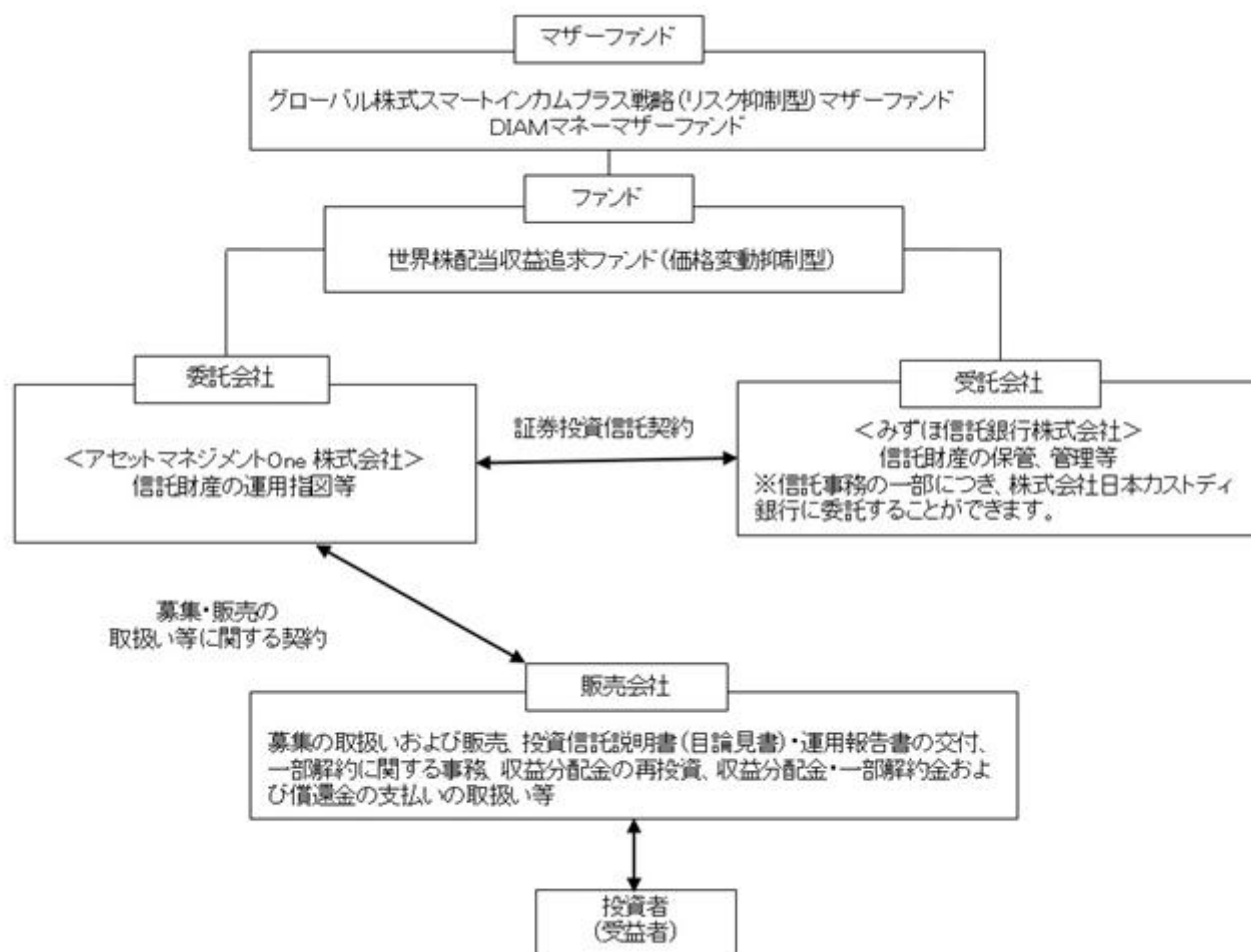 マザーファンド
グローバル株式スマートインカムプラス戦略(リスク抑制型)マザーファンド
DIAMマネーマザーファンド
ファンド
世界株配当収益追求ファンド(価格変動抑制型)
委託会社
<アセットマネジメントOne 株式会社>
信託財産の運用指図等
証券投資信託契約
受託会社
<みずほ信託銀行株式会社>
信託財産の保管、管理等
※信託事務の一部につき、株式会社日本カストディ
銀行に委託することができます。
募集・販売の
取扱い等に関する契約
販売会社
募集の取扱いおよび販売、投資信託説明書(目論見書)・運用報告書の交付、
一部解約に関する事務、収益分配金の再投資、収益分配金・一部解約金およ
び償還金の支払いの取扱い等
投資者
(受益者)